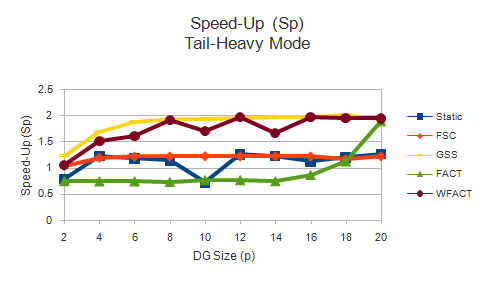 Speed-Up (Sp)
Tail-Heavy Mode
2.5
2
1.5
1
0.5
0
Speed-Up (Sp)
2 4 6 8 10 12 14 16 18 20
DG Size (p)
Static
FSC
GSS
FACT
WFACT